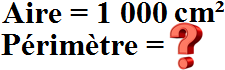 Aire = 1 000 cm²
Périmètre = ?